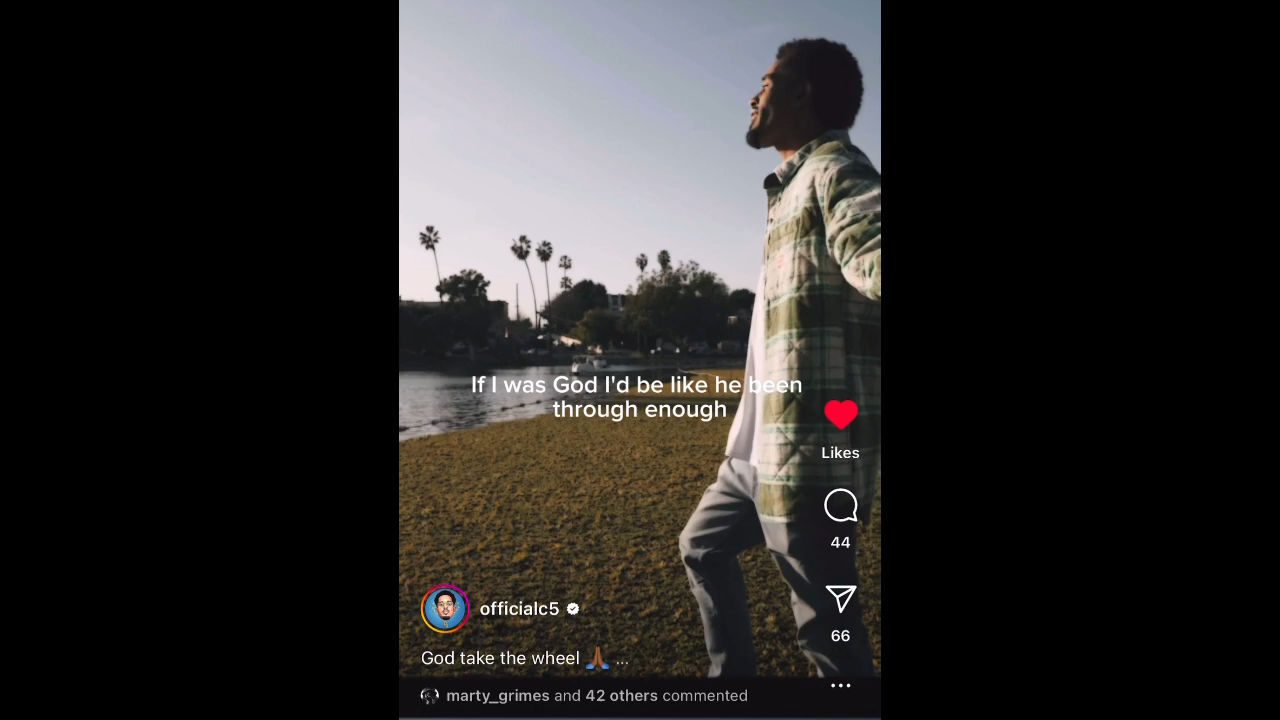 If I was God I'd be like he been
through enough
Likes
44
66
officialc5
God take the wheel 🙏🏾 ...
marty_grimes and 42 others commented